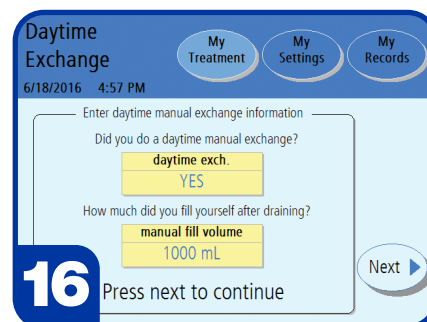 Daytime
Exchange
6/18/2016 4:57 PM
My
Treatment
My
Settings
My
Records
Enter daytime manual exchange information
Did you do a daytime manual exchange?
daytime exch.
YES
How much did you fill yourself after draining?
manual fill volume
1000 mL
Next
16
Press next to continue